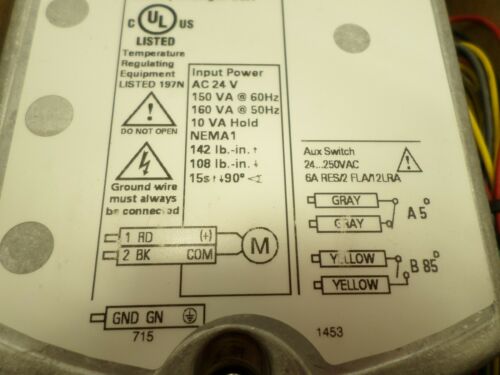 C UL US
LISTED
Temperature
Regulating
Equipment
LISTED 197N
DO NOT OPEN
Ground wire
must always
be connected
Input Power
AC 24 V
150 VA @ 60Hz
160 VA @ 50Hz
10 VA Hold
NEMA1
142 lb.-in. ↑
108 lb.-in. ↓
15s ↑↓90° ∢
Aux Switch
24...250VAC
6A RES/2 FLA/12LRA
GRAY
GRAY
A 5°
YELLOW
YELLOW
B 85°
1 RD (+)
2 BK COM
M
GND GN
715
1453